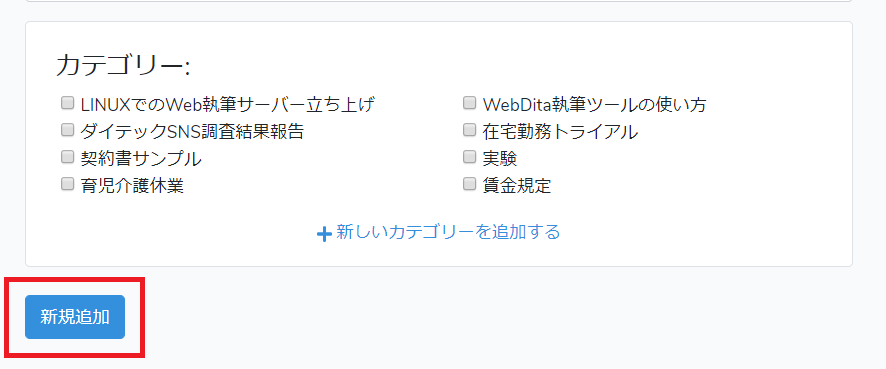 カテゴリー:
LINUXでのWeb執筆サーバー立ち上げ
WebDita執筆ツールの使い方
ダイテックSNS調査結果報告
在宅勤務トライアル
契約書サンプル
実験
育児介護休業
賃金規定
新しいカテゴリーを追加する
新規追加